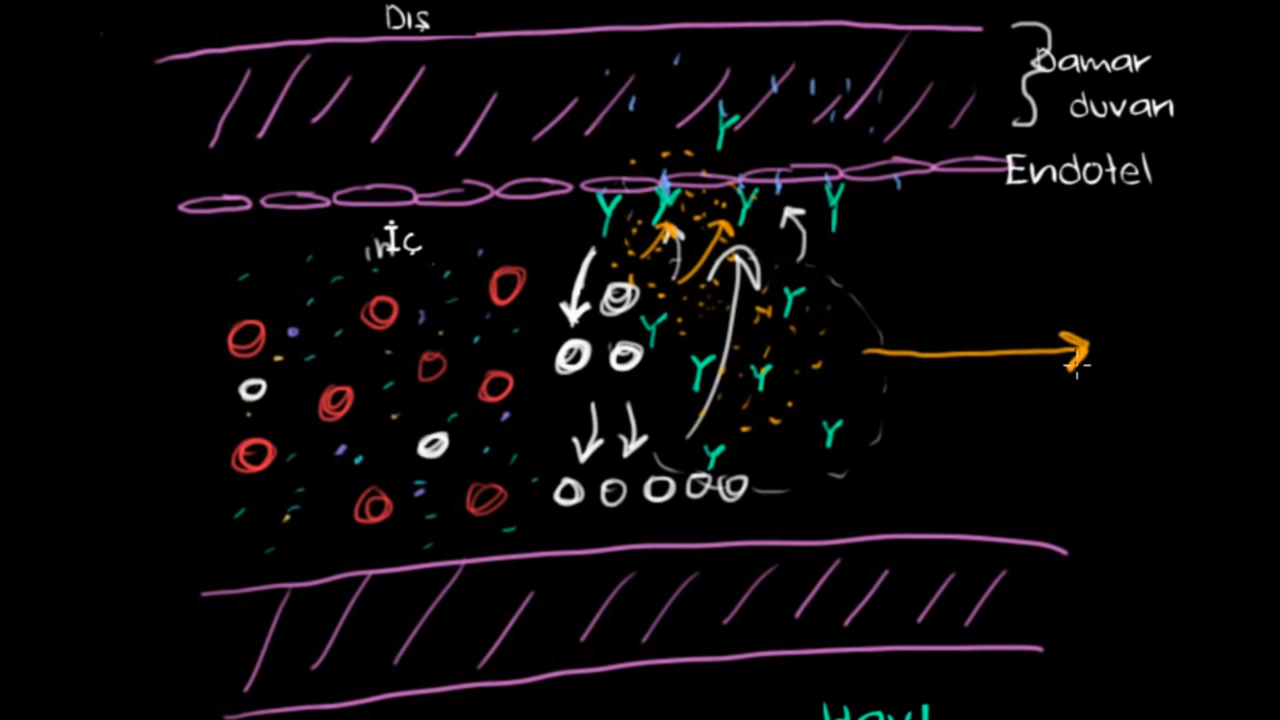 Dış
Damar
duvarı
Endotel
İç